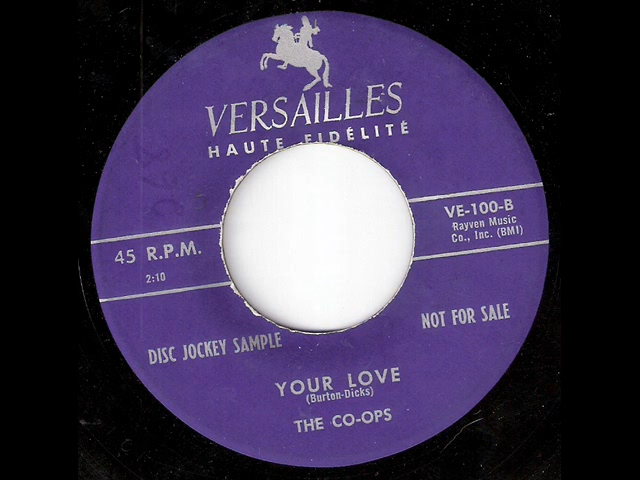 VERSAILLES
HAUTE FIDÉLITÉ
VE-100-B
Rayven Music
Co., Inc. (BMI)
45 R.P.M.
2:10
DISC JOCKEY SAMPLE
NOT FOR SALE
YOUR LOVE
(Burton-Dicks)
THE CO-OPS